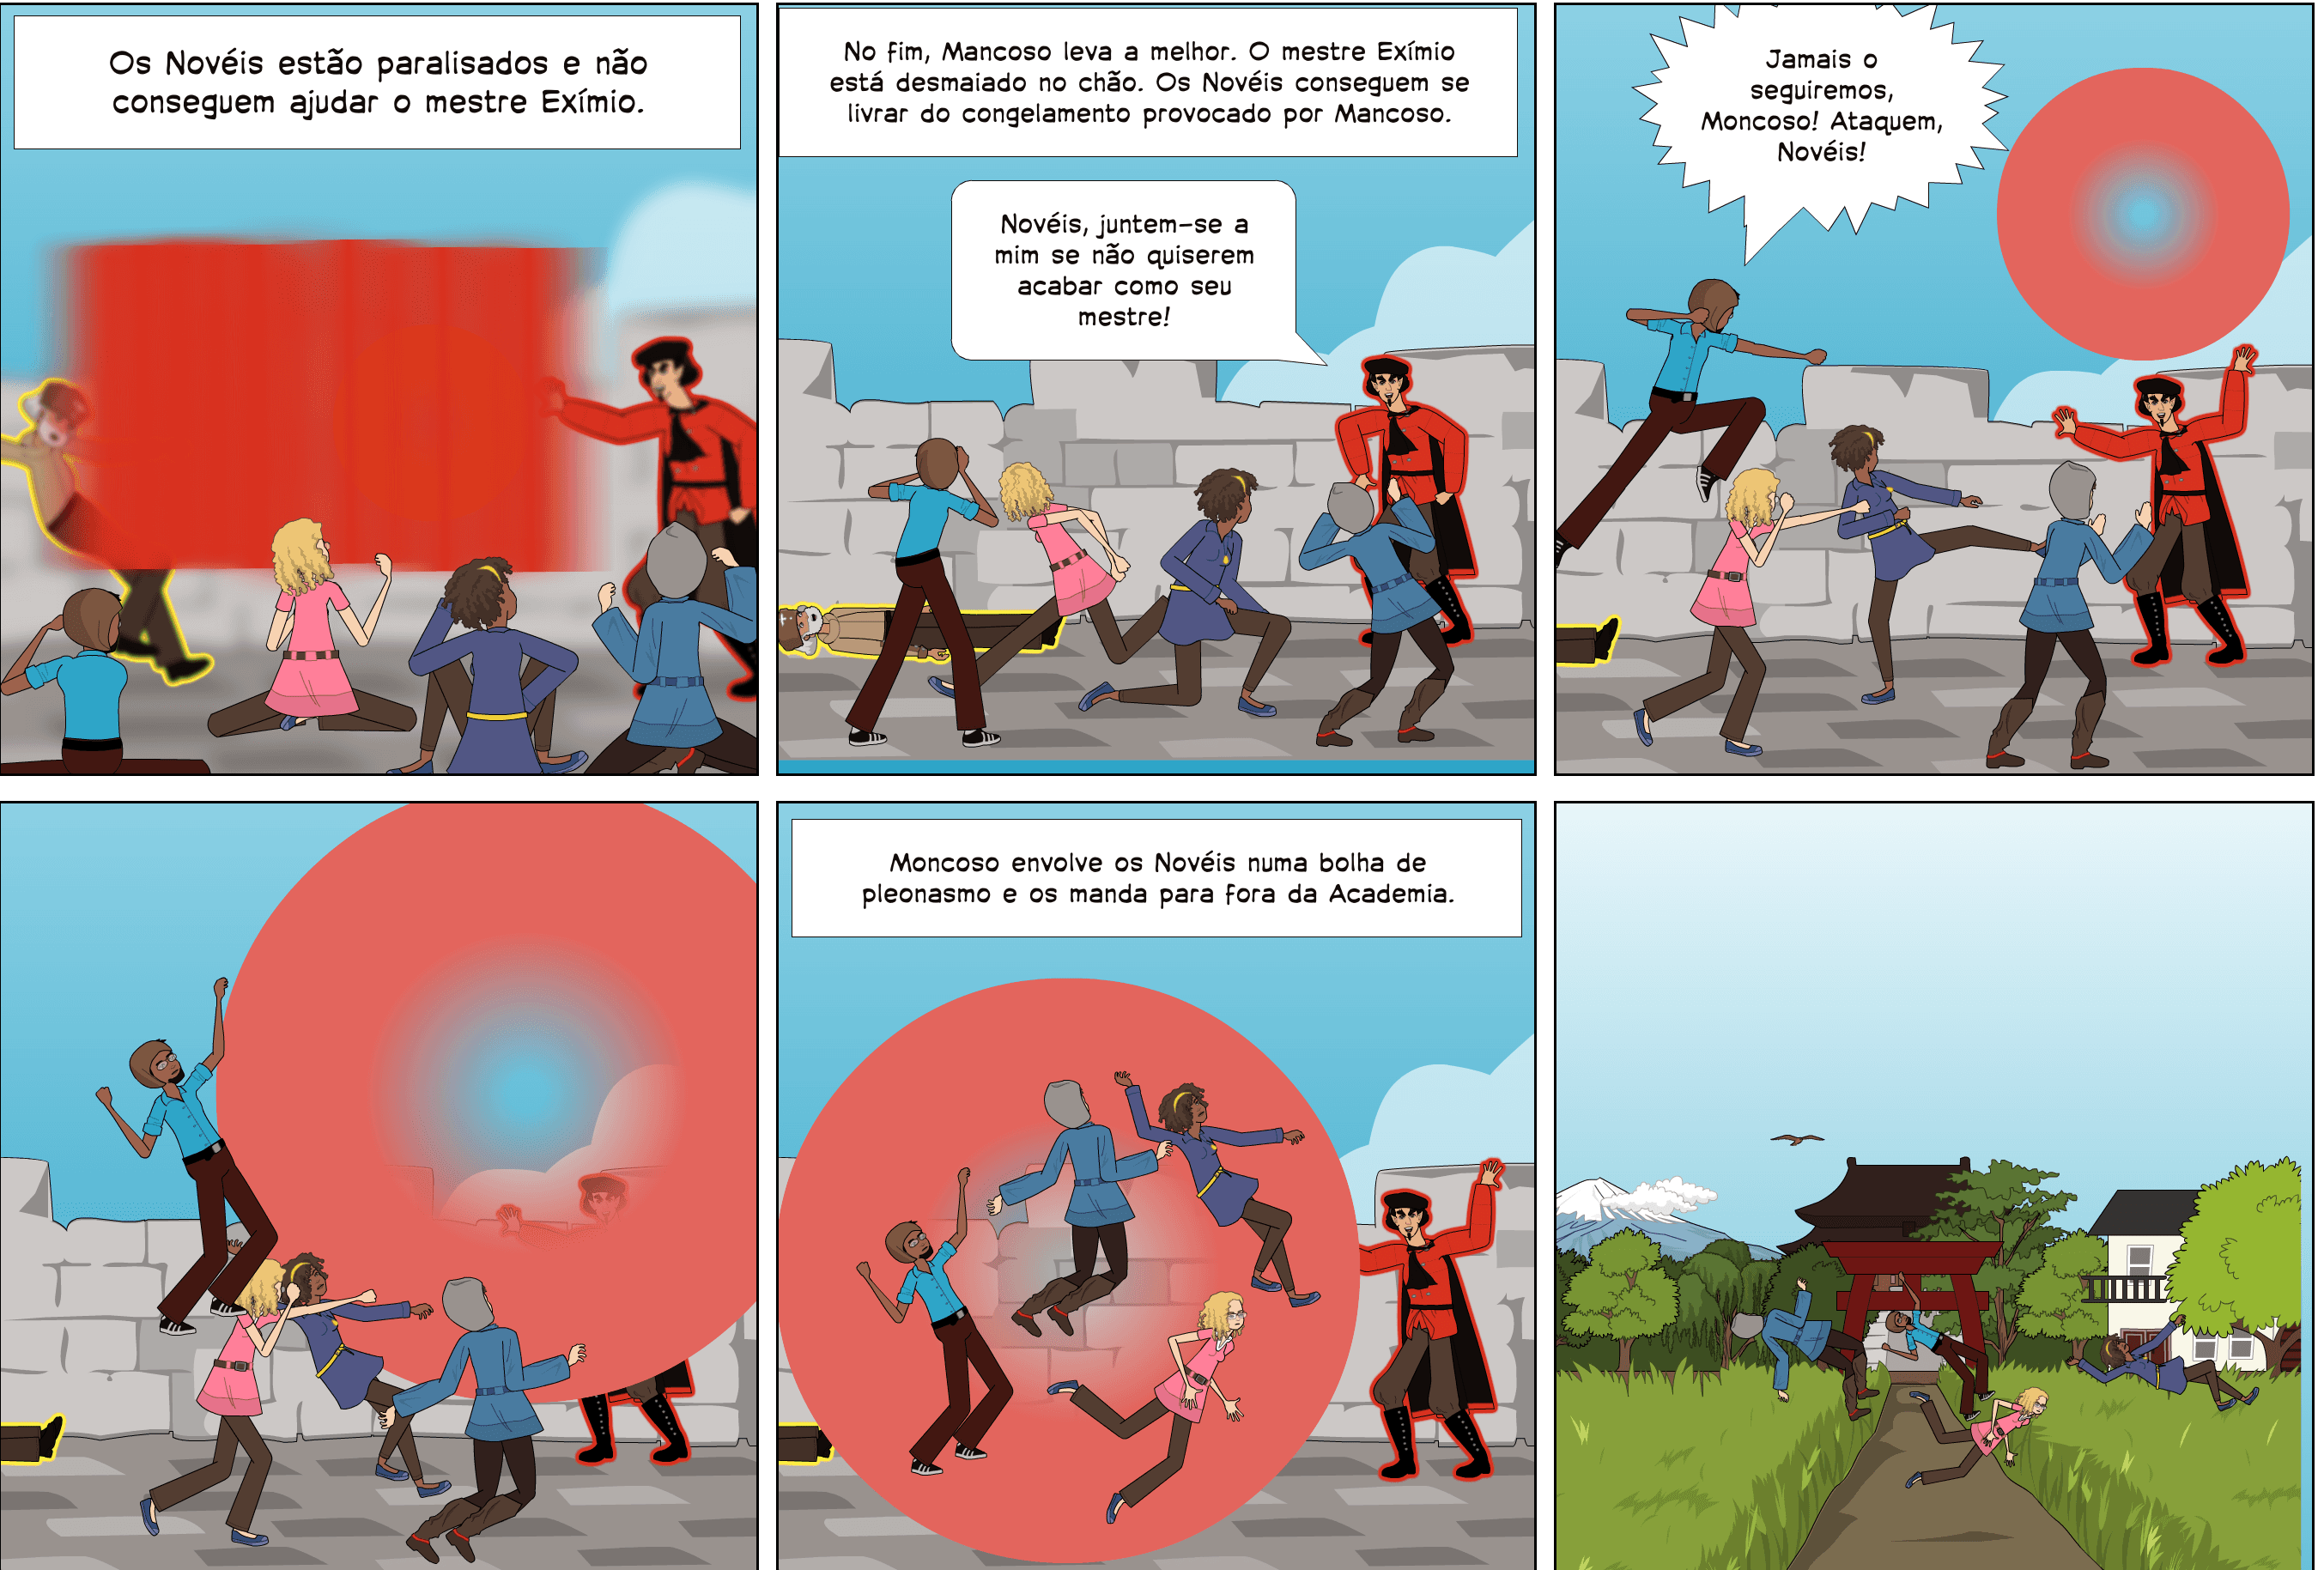 Os Novéis estão paralisados e não
conseguem ajudar o mestre Exímio.
No fim, Mancoso leva a melhor. O mestre Exímio
está desmaiado no chão. Os Novéis conseguem se
livrar do congelamento provocado por Mancoso.
Novéis, juntem-se a
mim se não quiserem
acabar como seu
mestre!
Jamais o
seguiremos,
Moncoso! Ataquem,
Novéis!
Moncoso envolve os Novéis numa bolha de
pleonasmo e os manda para fora da Academia.